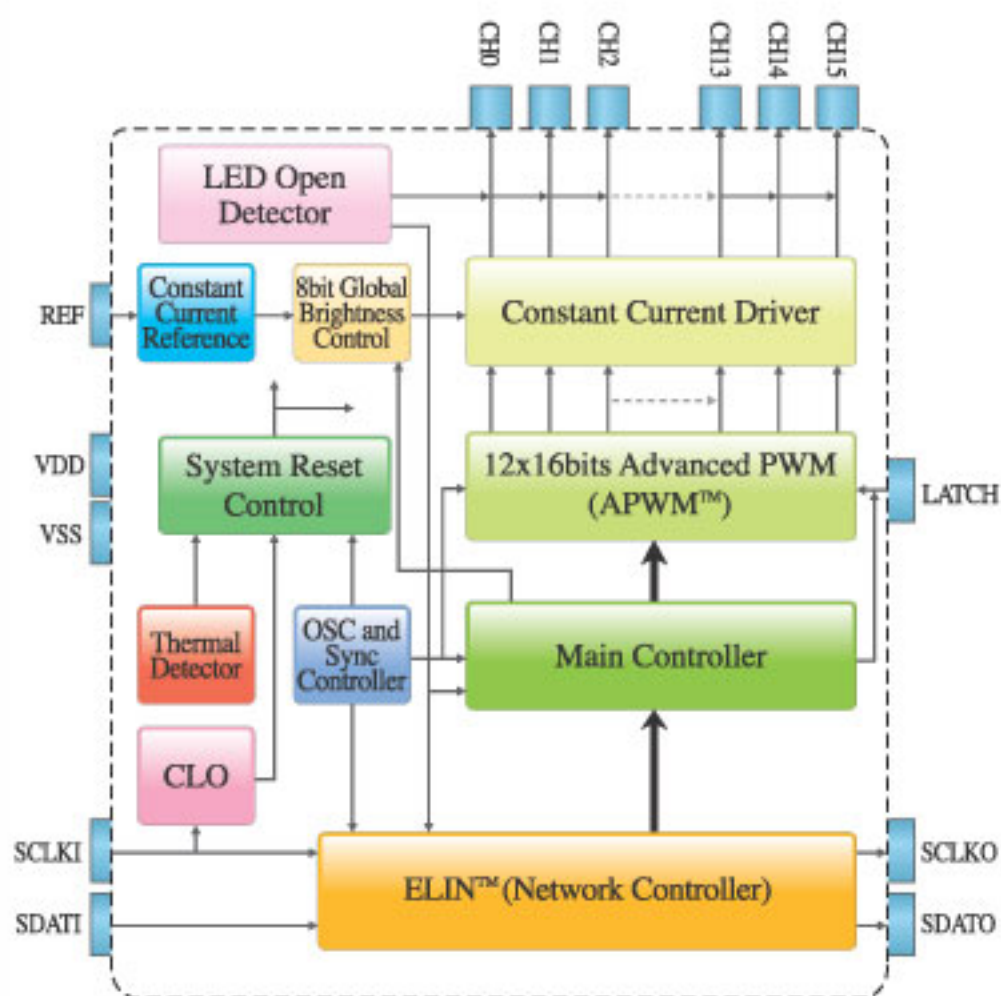 CH0
CH1
CH2
CH13
CH14
CH15
LED Open
Detector
REF
Constant
Current
Reference
8bit Global
Brightness
Control
Constant Current Driver
VDD
VSS
System Reset
Control
12x16bits Advanced PWM
(APWM™)
LATCH
Thermal
Detector
OSC and
Sync
Controller
Main Controller
CLO
SCLKI
SDATI
ELIN™(Network Controller)
SCLKO
SDATO